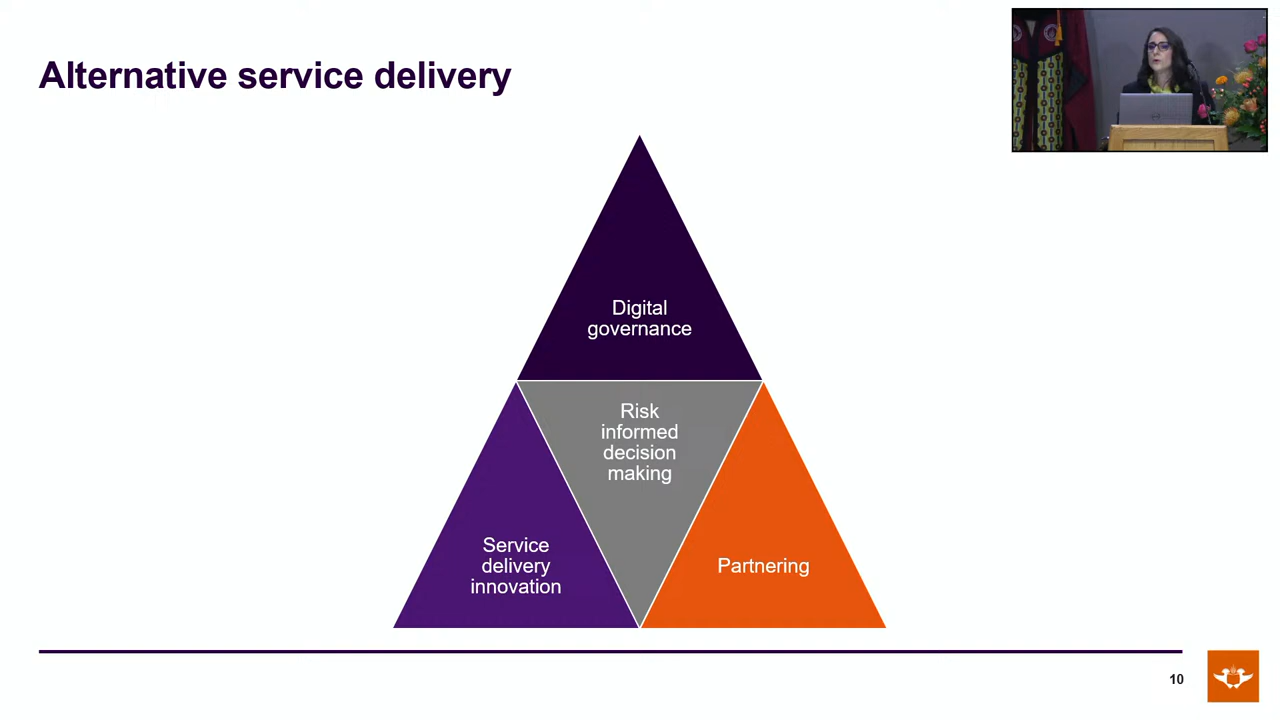 Alternative service delivery
Digital
governance
Risk
informed
decision
making
Service
delivery
innovation
Partnering
10